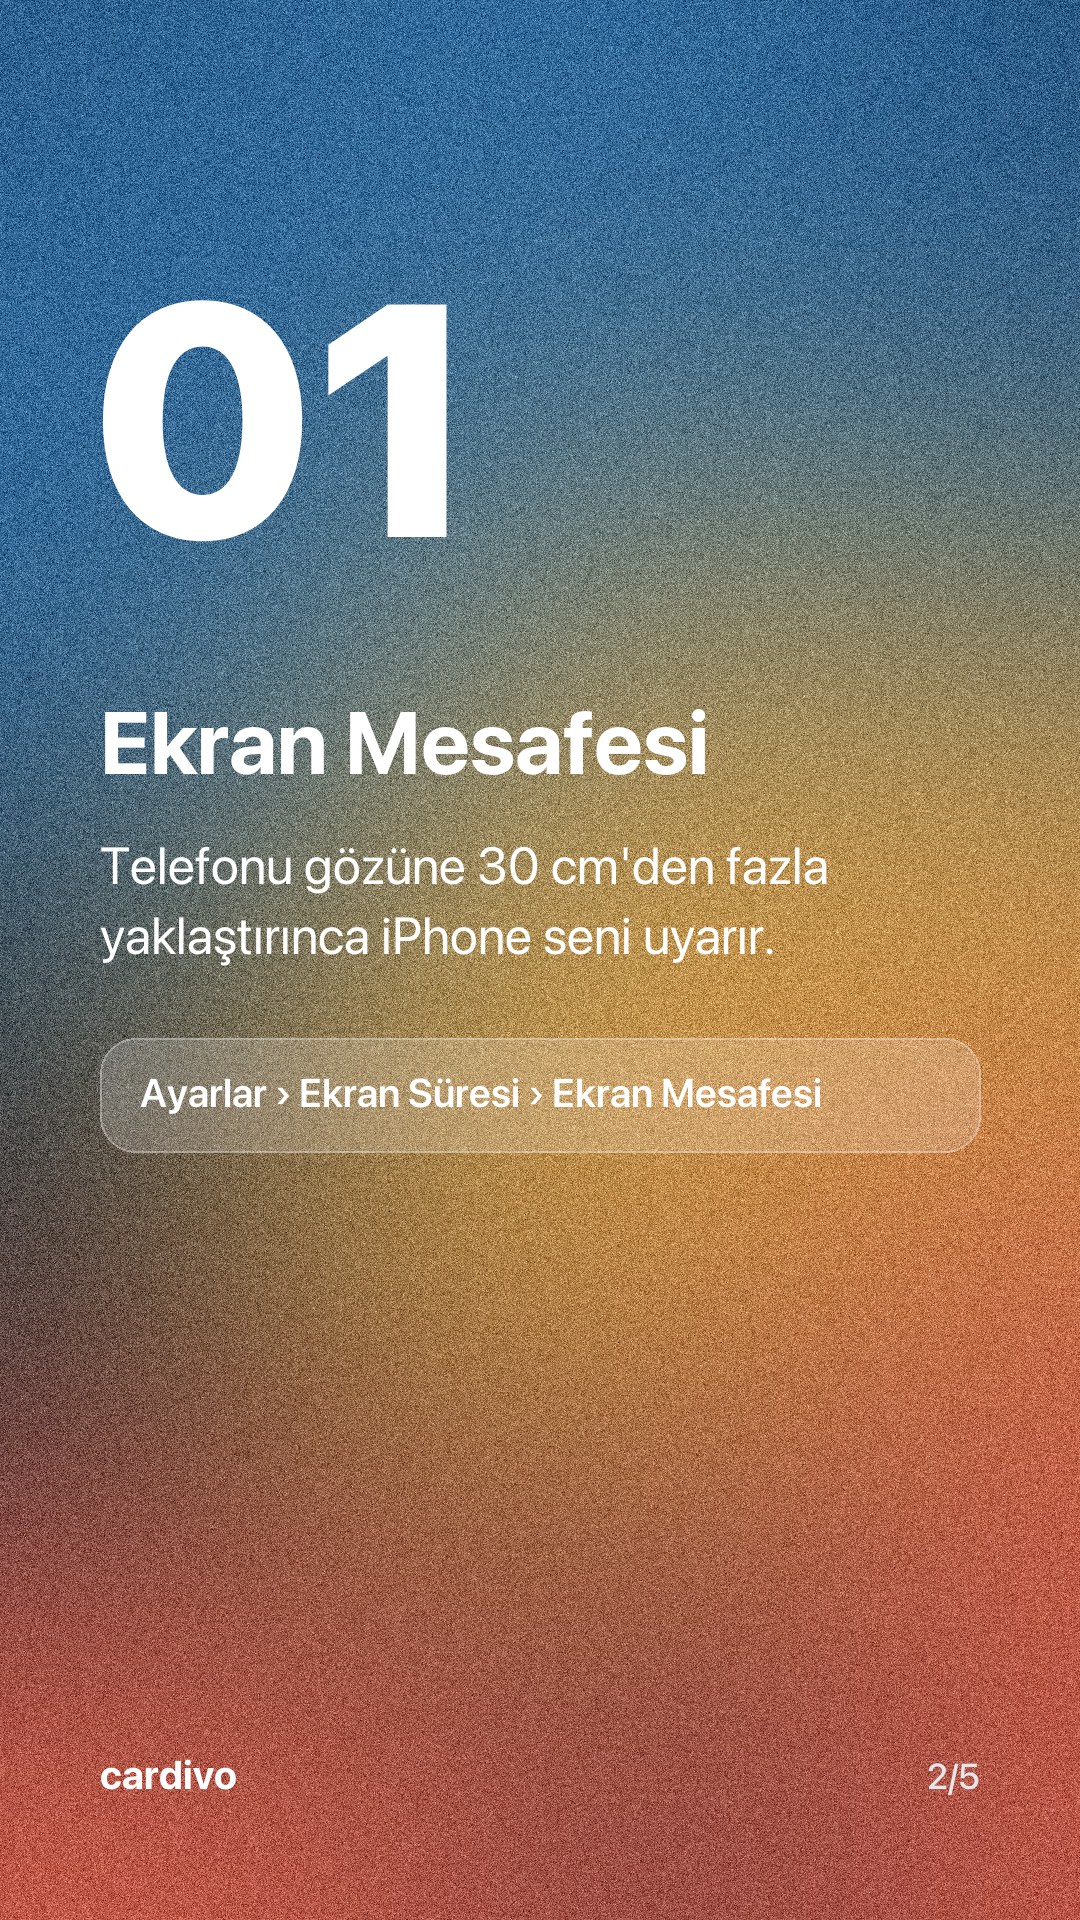 01
Ekran Mesafesi
Telefonu gözüne 30 cm'den fazla
yaklaştırınca iPhone seni uyarır.
Ayarlar › Ekran Süresi › Ekran Mesafesi
cardivo
2/5